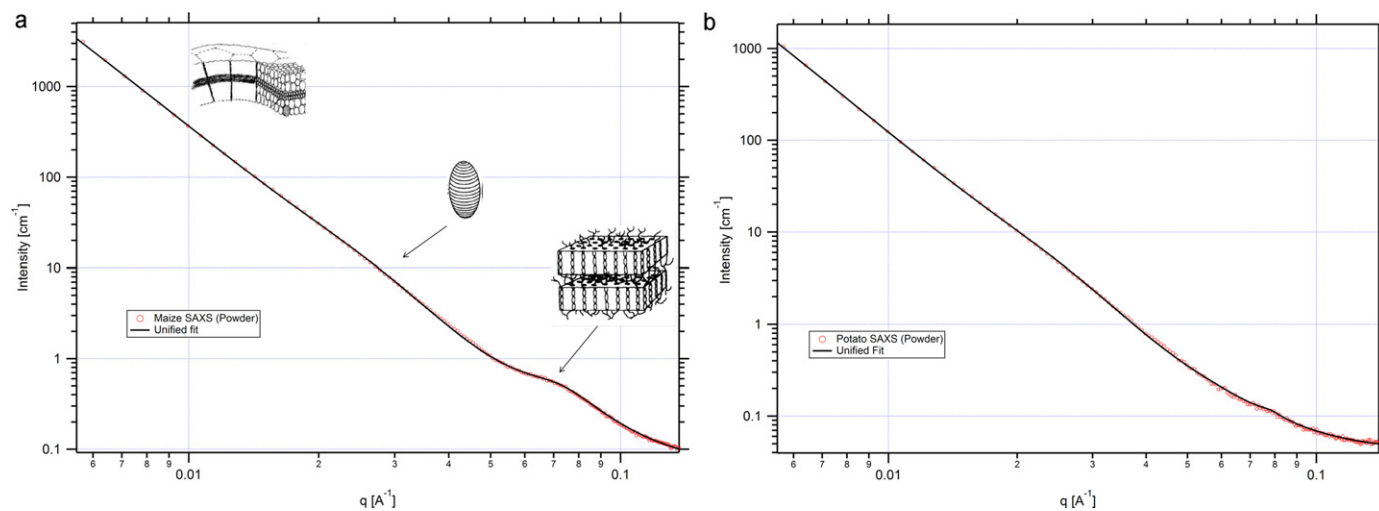 a
Intensity [cm-1]
1000
100
10
1
0.1
Maize SAXS (Powder)
Unified fit
6 7 8 9 0.01 2 3 4 5 6 7 8 9 0.1
q [A-1]
b
Intensity [cm-1]
1000
100
10
1
0.1
Potato SAXS (Powder)
Unified Fit
6 7 8 9 0.01 2 3 4 5 6 7 8 9 0.1
q [A-1]